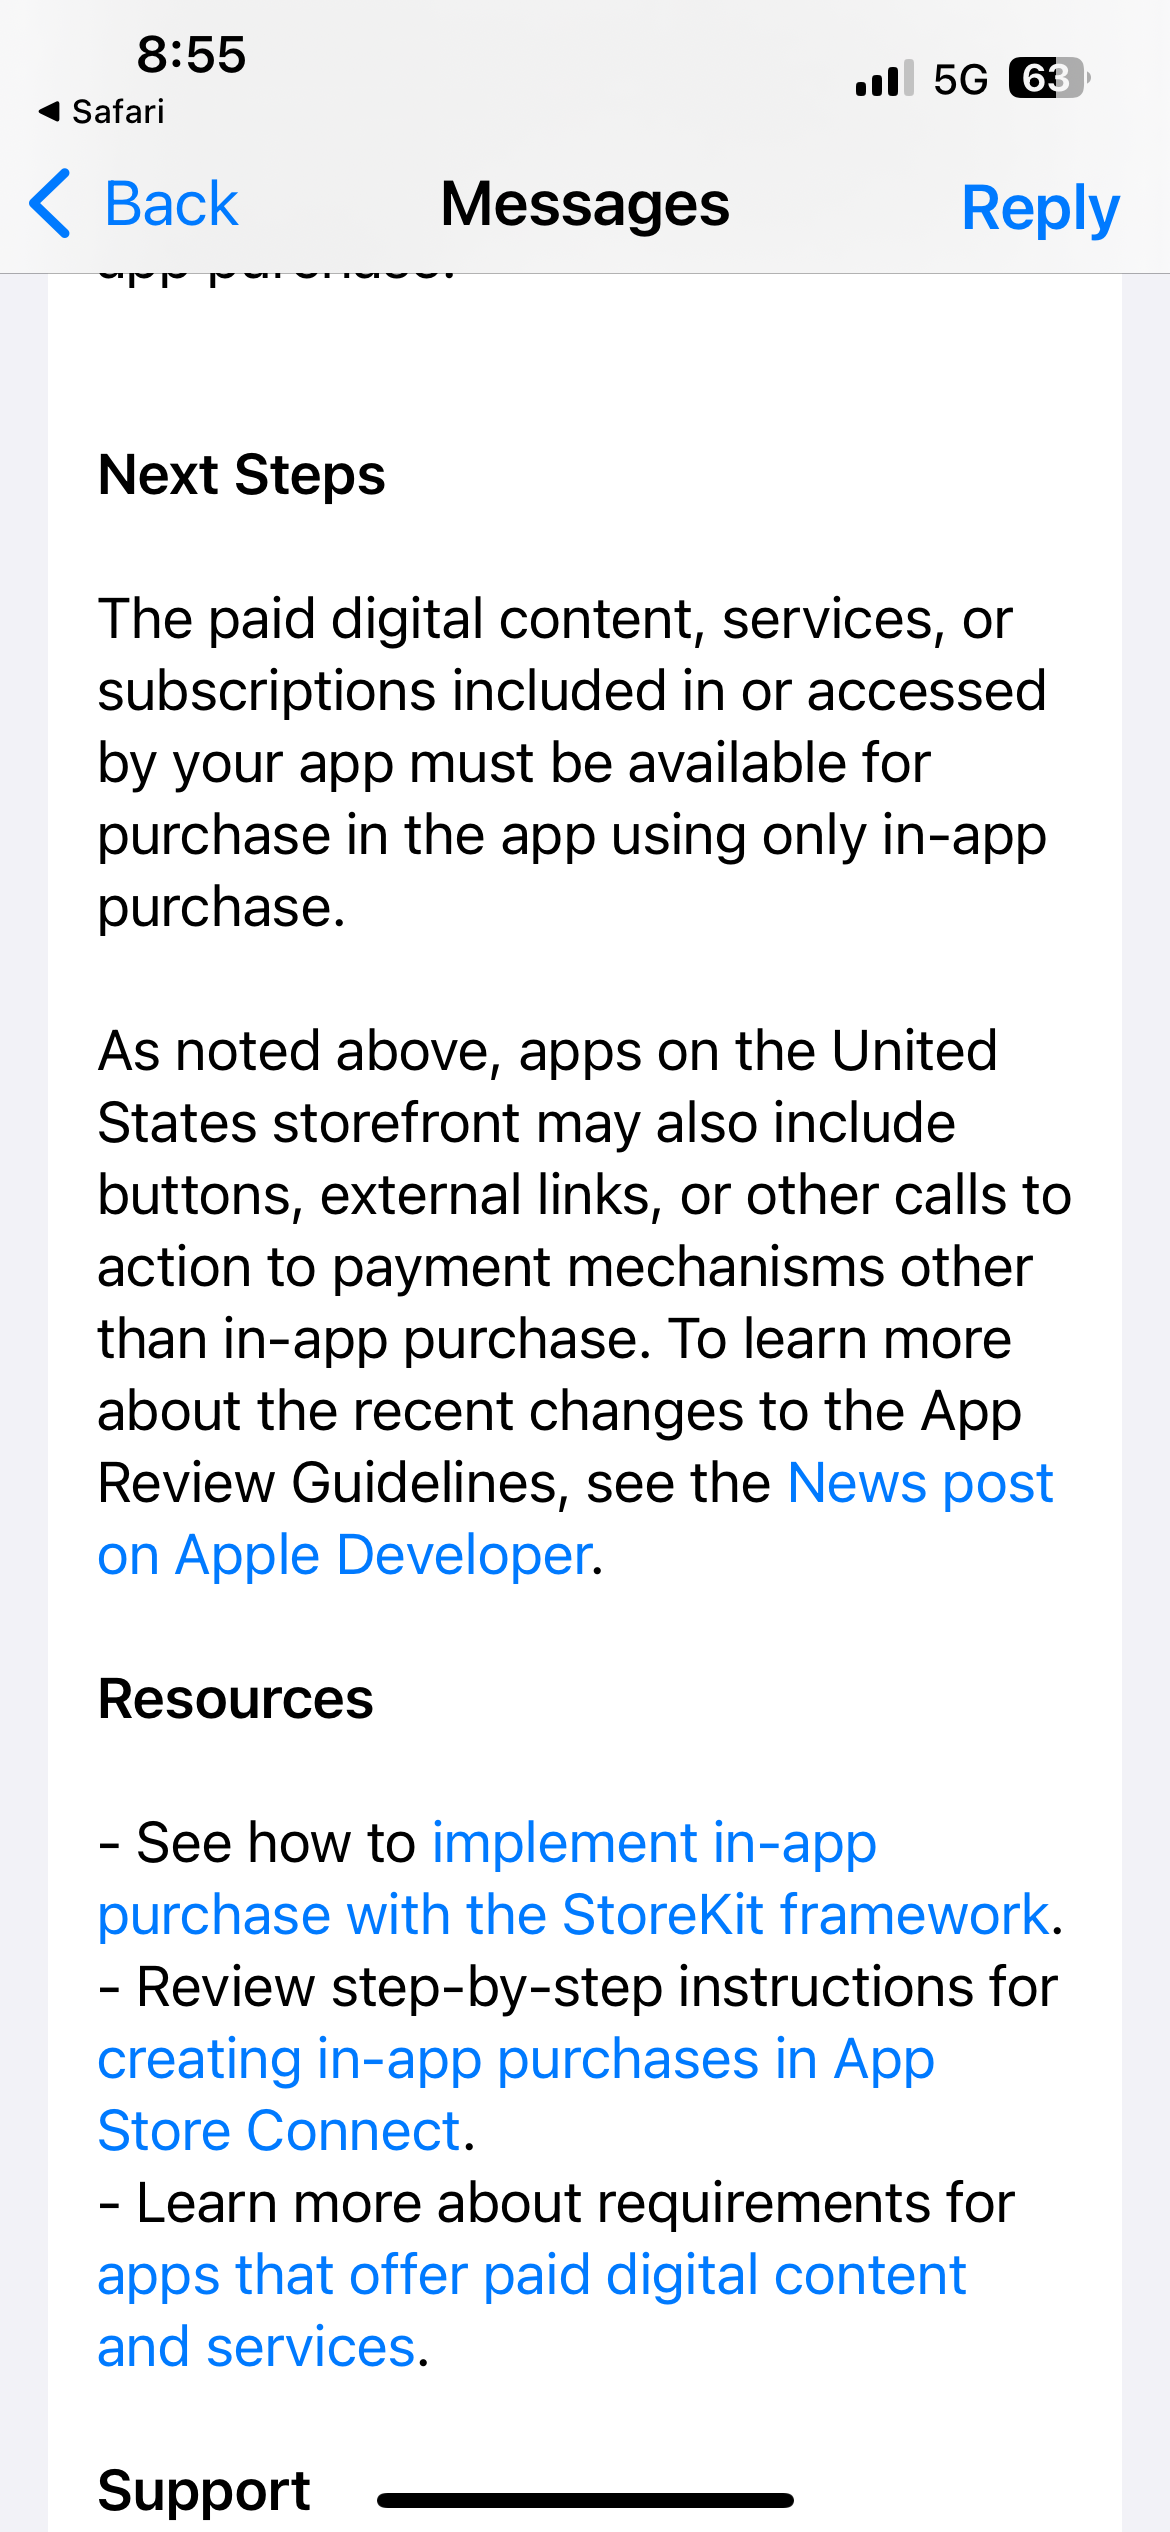 8:55
5G 63
Safari
Back Messages Reply
app purchase.
Next Steps
The paid digital content, services, or
subscriptions included in or accessed
by your app must be available for
purchase in the app using only in-app
purchase.
As noted above, apps on the United
States storefront may also include
buttons, external links, or other calls to
action to payment mechanisms other
than in-app purchase. To learn more
about the recent changes to the App
Review Guidelines, see the News post
on Apple Developer.
Resources
- See how to implement in-app
purchase with the StoreKit framework.
- Review step-by-step instructions for
creating in-app purchases in App
Store Connect.
- Learn more about requirements for
apps that offer paid digital content
and services.
Support